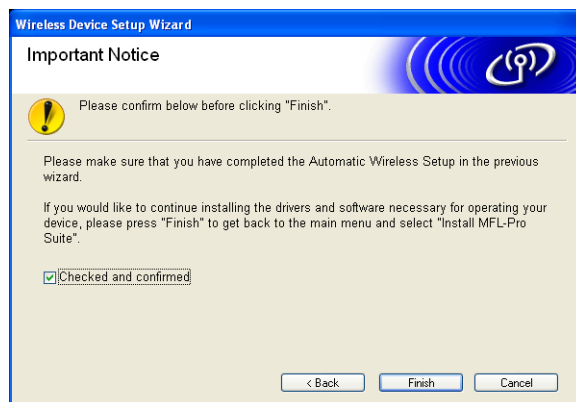 Wireless Device Setup Wizard
Important Notice
Please confirm below before clicking "Finish".
Please make sure that you have completed the Automatic Wireless Setup in the previous
wizard.
If you would like to continue installing the drivers and software necessary for operating your
device, please press "Finish" to get back to the main menu and select "Install MFL-Pro
Suite".
Checked and confirmed
< Back
Finish
Cancel